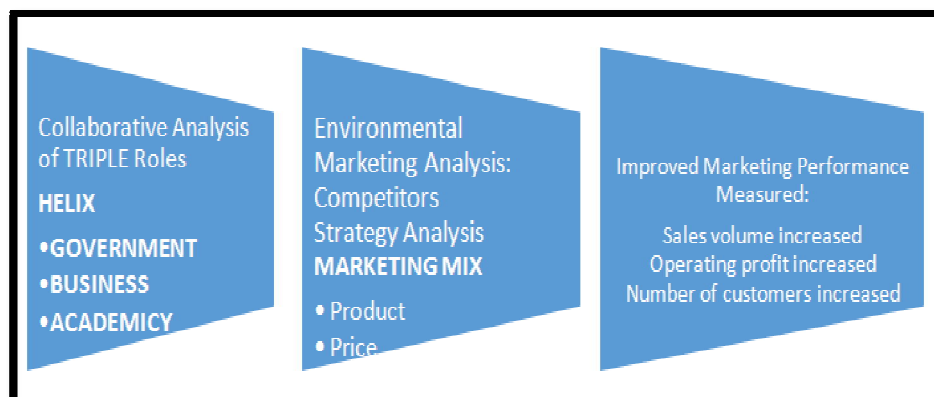 Collaborative Analysis
of TRIPLE Roles
HELIX
•GOVERNMENT
•BUSINESS
•ACADEMICY
Environmental
Marketing Analysis:
Competitors
Strategy Analysis
MARKETING MIX
• Product
• Price
Improved Marketing Performance
Measured:
Sales volume increased
Operating profit increased
Number of customers increased